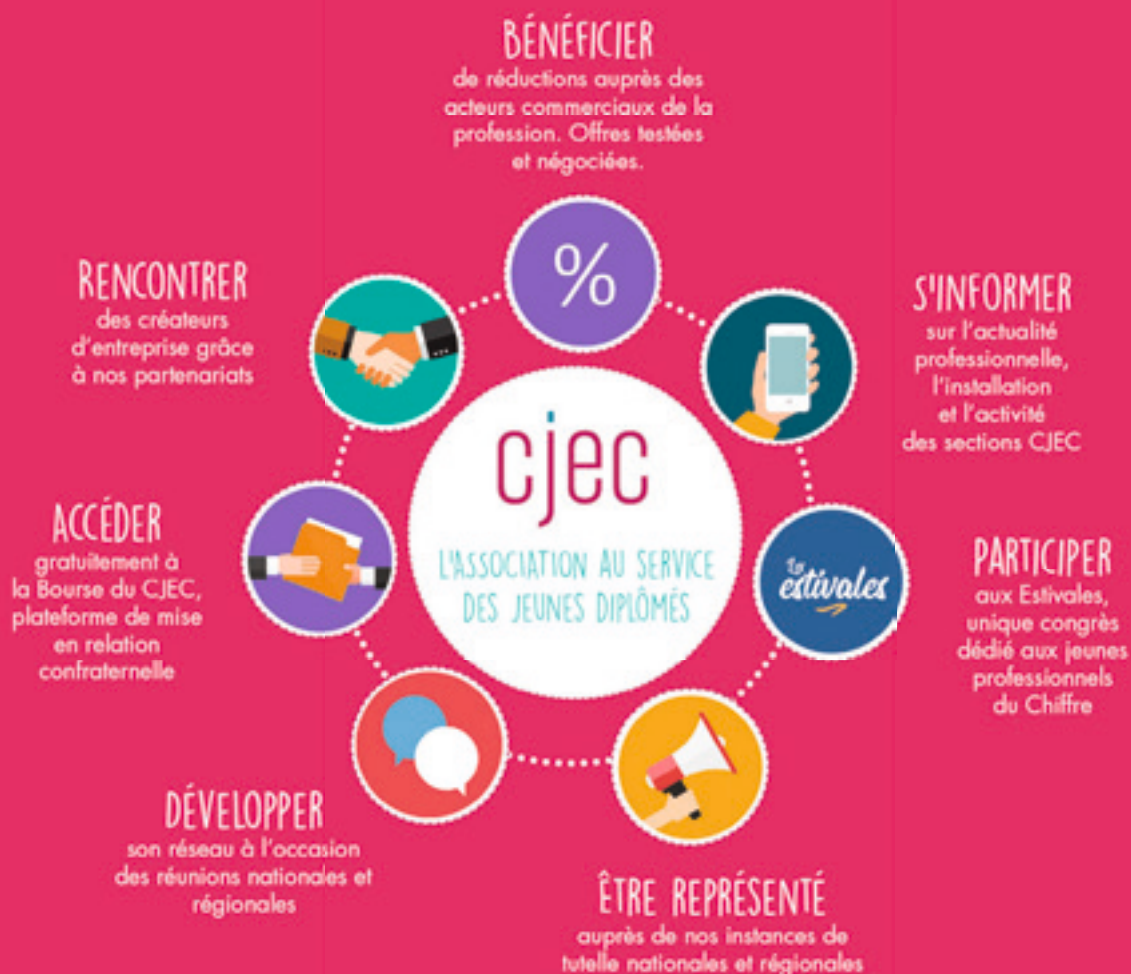 BÉNÉFICIER
de réductions auprès des
acteurs commerciaux de la
profession. Offres testées
et négociées.
%
RENCONTRER
des créateurs
d'entreprise grâce
à nos partenariats
S'INFORMER
sur l'actualité
professionnelle,
l'installation
et l'activité
des sections CJEC
cjec
L'ASSOCIATION AU SERVICE
DES JEUNES DIPLÔMÉS
ACCÉDER
gratuitement à
la Bourse du CJEC,
plateforme de mise
en relation
confraternelle
Les
estivales
PARTICIPER
aux Estivales,
unique congrès
dédié aux jeunes
professionnels
du Chiffre
DÉVELOPPER
son réseau à l'occasion
des réunions nationales et
régionales
ÊTRE REPRÉSENTÉ
auprès de nos instances de
tutelle nationales et régionales